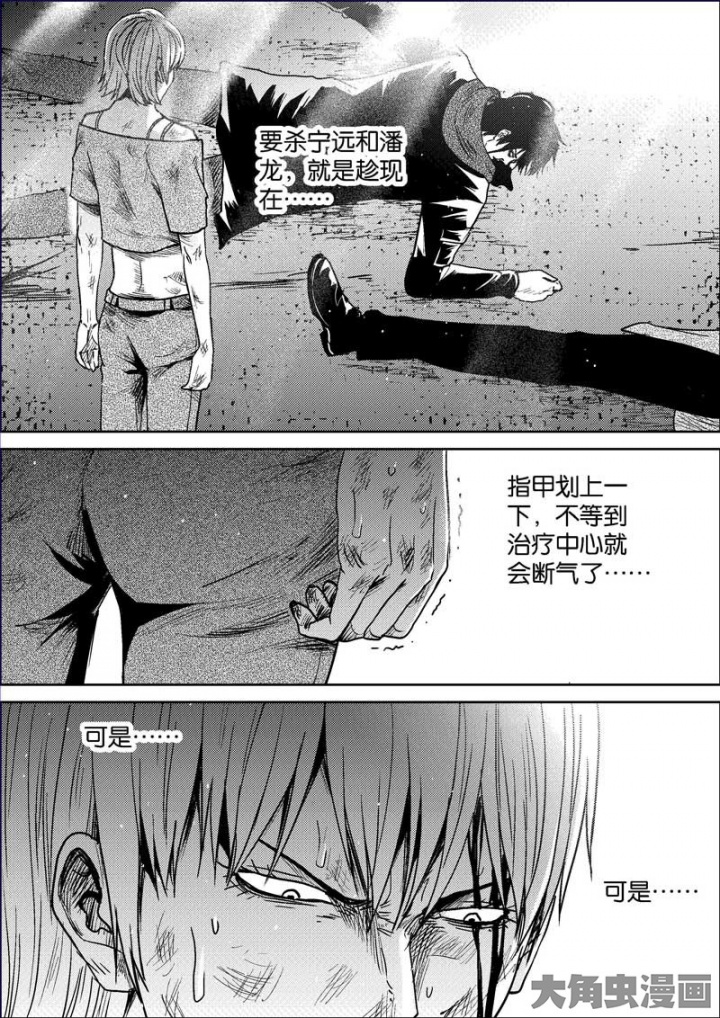 要杀宁远和潘
龙，就是趁现
在……
指甲划上一
下，不等到
治疗中心就
会断气了……
可是……
可是……
大角虫漫画